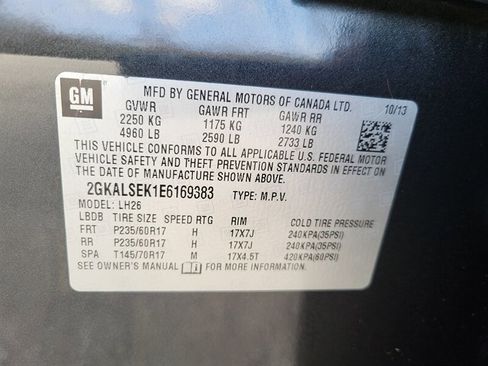 GM
MFD BY GENERAL MOTORS OF CANADA LTD. 10/13
GVWR GAWR FRT GAWR RR
2250 KG 1175 KG 1240 KG
4960 LB 2590 LB 2733 LB
THIS VEHICLE CONFORMS TO ALL APPLICABLE U.S. FEDERAL
VEHICLE SAFETY AND THEFT PREVENTION STANDARDS IN EFFECT ON
THE DATE OF MANUFACTURE SHOWN ABOVE.
2GKALSEK1E6169383 TYPE: M.P.V.
MODEL: LH26
LBDB TIRE SIZE SPEED RTG RIM COLD TIRE PRESSURE
FRT P235/60R17 H 17X7J 240KPA(35PSI)
RR P235/60R17 H 17X7J 240KPA(35PSI)
SPA T145/70R17 M 17X4.5T 420KPA(60PSI)
SEE OWNER'S MANUAL FOR MORE INFORMATION